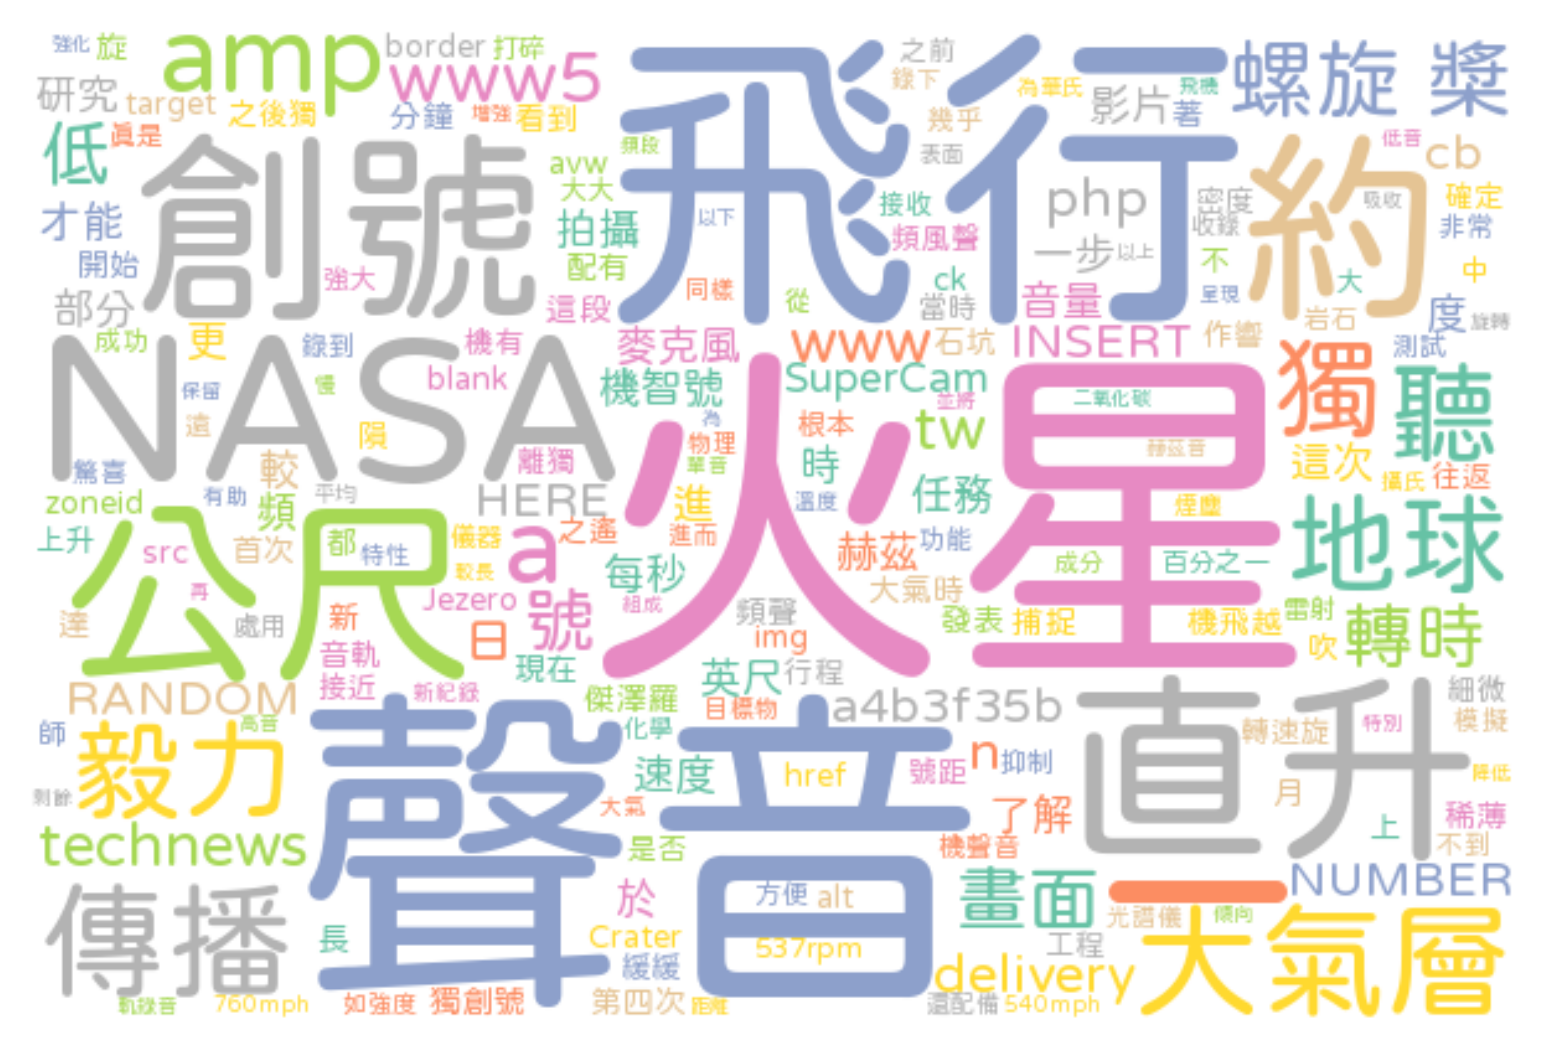 強化 旋 amp border 打碎 之前 螺旋 槳
研究 target 之後獨 www5 錄下 為華氏 飛機
分鐘 增強 看到 幾乎 影片 著
低 真是 創號 飛行 約 低音 cb
頻段 avw 大大 表面 php 密度 吸收 確定
才能 拍攝 以下 接收 頻風聲 收錄 非常
開始 強大 配有 一步 以上 不 中
部分 這段 同樣 從 ck 當時 音量 呈現 大 岩石 度 旋轉
成功 更 錄到 機有 麥克風 www 石坑 INSERT 作響 測試
NASA blank 機智號 SuperCam 並將 二氧化碳 獨 聽
保留 慢 遠 隕 為 物理 根本 tw 火星 赫茲音
驚喜 較 離獨 單音 時 這次 攝氏 往返
zoneid 有助 平均 HERE 進 溫度 任務 煙塵
上升 頻 都 特性 儀器 a 之遙 進而 赫茲 功能 地球
src 首次 公尺 較長 每秒 成分 百分之一
再 Jezero 組成 大氣時
達 處用 新 日 號 頻聲 img 發表 捕捉 機飛越 雷射 轉時
音軌 現在 吹
RANDOM 接近 新紀錄 傑澤羅 英尺 行程 目標物 a4b3f35b 細微
師 毅力 高音 聲音 化學 直升 轉速旋 特別 模擬
速度 href 號距 n 抑制 降低
剩餘 大氣 了解 月 稀薄
technews 是否 機聲音 上 不到
傳播 於 方便 alt 畫面 一 NUMBER
長 Crater 537rpm 光譜儀 傾向 大氣層
緩緩 工程 delivery
軌錄音 760mph 如強度 獨創號 第四次 距離 還配備 540mph